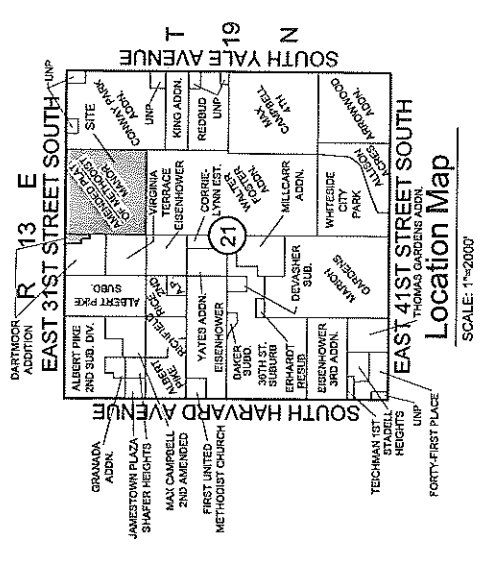 R 13 E
EAST 31ST STREET SOUTH
UNP
DARTMOOR
ADDITION
SITE
AMENDED PLAT
OF METHODIST
MANOR
CONWAY PARK
ADDN.
UNP
ALBERT PIKE
2ND SUB. DIV.
ALBERT PIKE
SUBD.
VIRGINIA
TERRACE
EISENHOWER
KING ADDN.
GRANADA
ADDN.
JAMESTOWN PLAZA
SHAFER HEIGHTS
MAX CAMPBELL
2ND AMENDED
FIRST UNITED
METHODIST CHURCH
ALBERT
PIKE
RICHFIELD
RICE 2ND
A.P.
YATES ADDN.
EISENHOWER
CORRIE-
LYNN EST.
REDBUD
UNP
21
WALTER
FOSTER
ADDN.
MAX
CAMPBELL
4TH
BAKER
SUBD.
DEVASHER
SUB.
MILLCARR
ADDN.
30TH ST.
SUBURB
ERHARDT
RESUB.
WHITESIDE
CITY
PARK
EISENHOWER
3RD ADDN.
MARION
GARDENS
ALLISON
ACRES
ARROWWOOD
ADDN.
SOUTH HARVARD AVENUE
SOUTH YALE AVENUE
T 19 N
TEICHMAN 1ST
STADELL
HEIGHTS
UNP
FORTY-FIRST PLACE
EAST 41ST STREET SOUTH
THOMAS GARDENS ADDN.
Location Map
SCALE: 1"=2000'